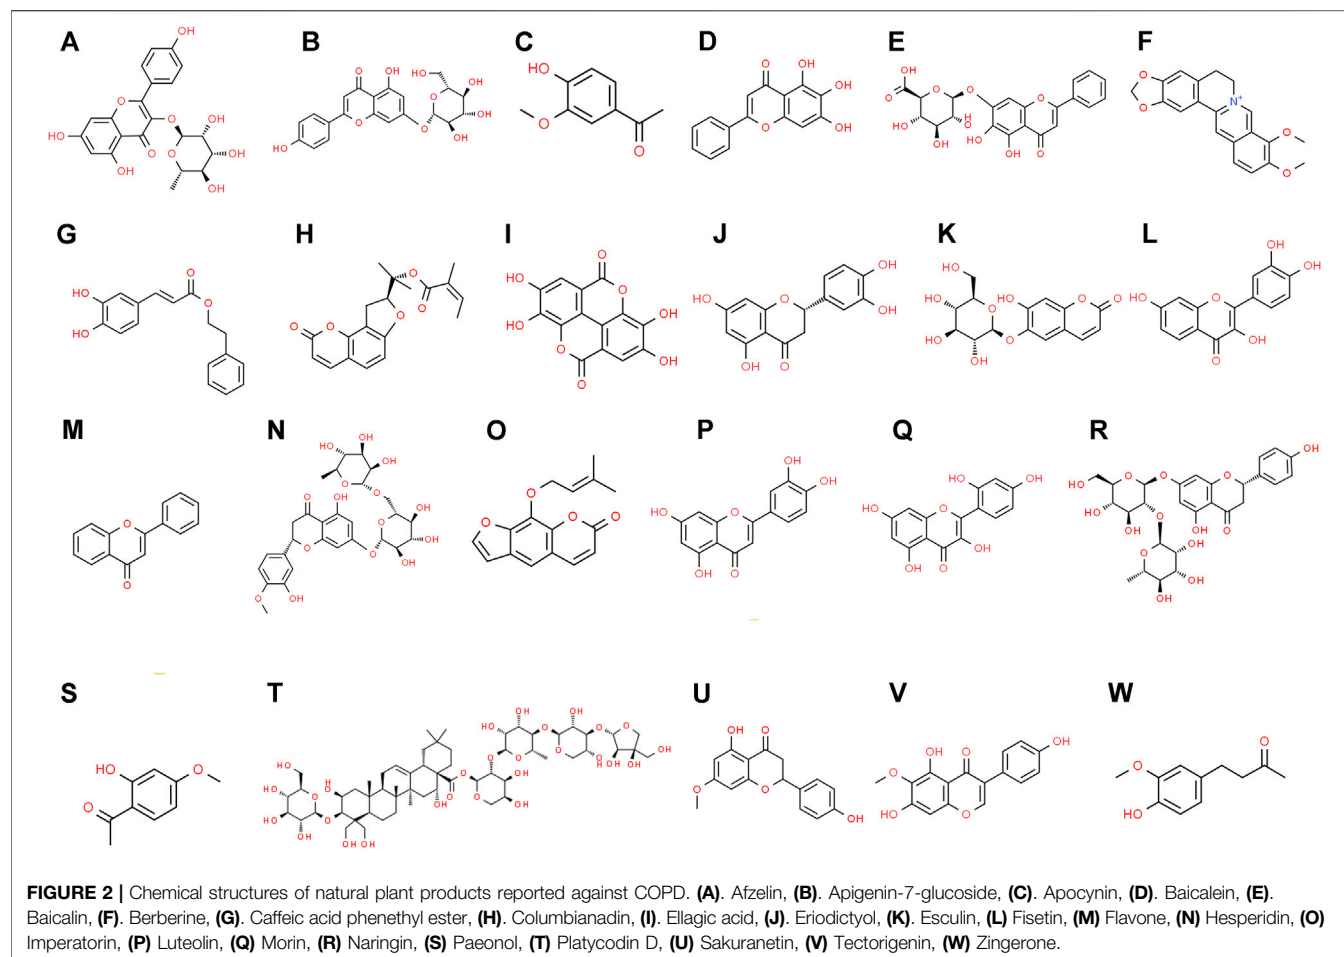 A
B
C
D
E
F
G
H
I
J
K
L
M
N
O
P
Q
R
S
T
U
V
W
FIGURE 2 | Chemical structures of natural plant products reported against COPD. (A). Afzelin, (B). Apigenin-7-glucoside, (C). Apocynin, (D). Baicalein, (E).
Baicalin, (F). Berberine, (G). Caffeic acid phenethyl ester, (H). Columbianadin, (I). Ellagic acid, (J). Eriodictyol, (K). Esculin, (L) Fisetin, (M) Flavone, (N) Hesperidin, (O)
Imperatorin, (P) Luteolin, (Q) Morin, (R) Naringin, (S) Paeonol, (T) Platycodin D, (U) Sakuranetin, (V) Tectorigenin, (W) Zingerone.